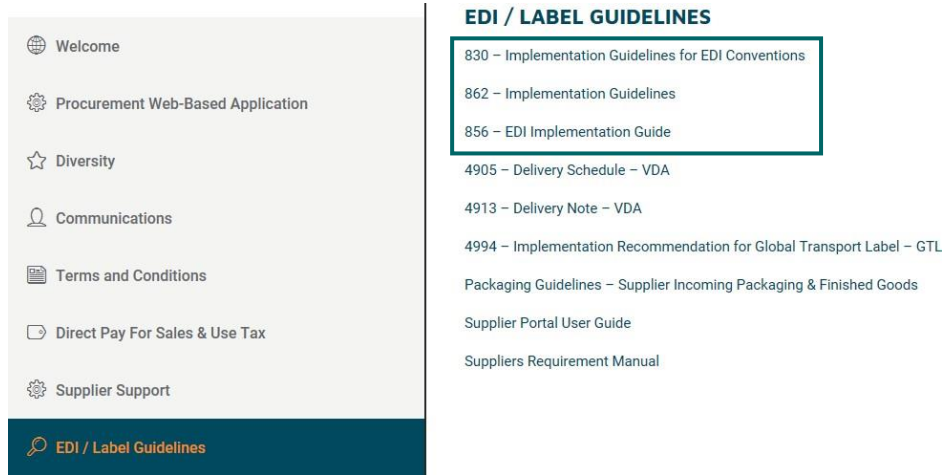 Welcome
Procurement Web-Based Application
Diversity
Communications
Terms and Conditions
Direct Pay For Sales & Use Tax
Supplier Support
EDI / Label Guidelines
EDI / LABEL GUIDELINES
830 – Implementation Guidelines for EDI Conventions
862 – Implementation Guidelines
856 – EDI Implementation Guide
4905 – Delivery Schedule – VDA
4913 – Delivery Note – VDA
4994 – Implementation Recommendation for Global Transport Label – GTL
Packaging Guidelines – Supplier Incoming Packaging & Finished Goods
Supplier Portal User Guide
Suppliers Requirement Manual